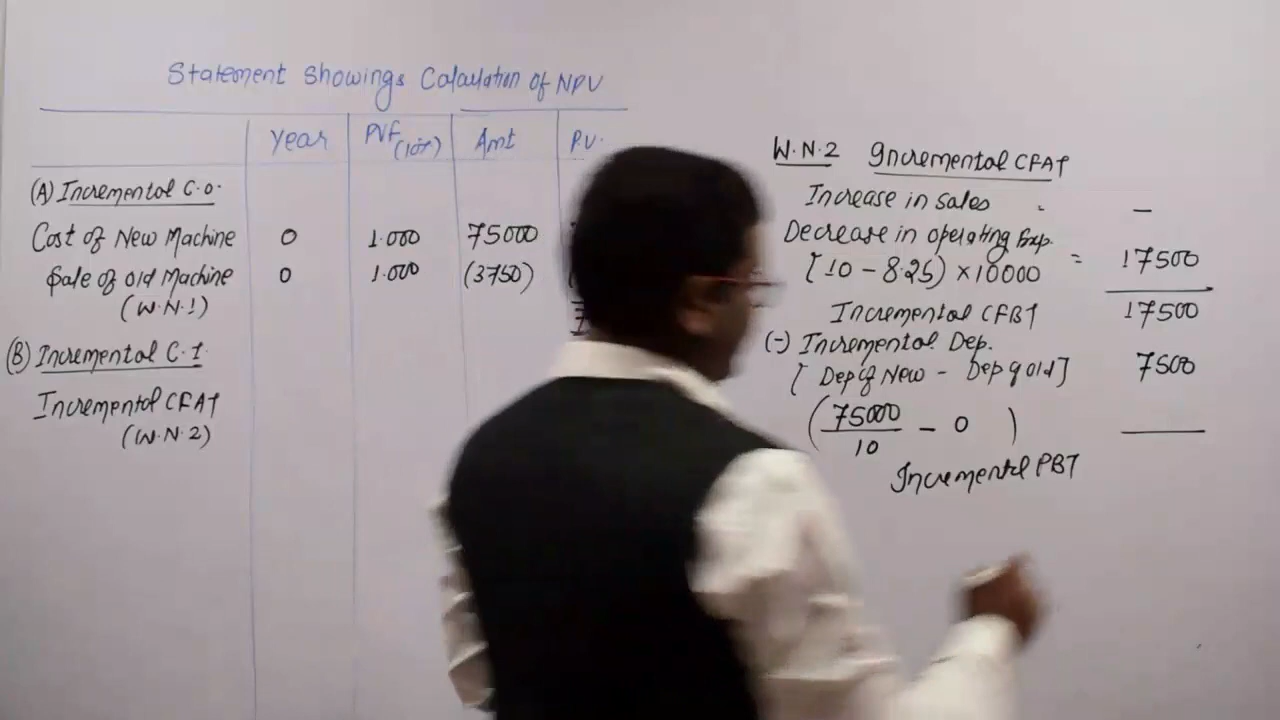 Statement Showings Calculation of NPV
Year PVF (10%) Amt P.V.
(A) Incremental C.O.
Cost of New Machine 0 1.000 75000
Sale of old Machine 0 1.000 (3750)
(W.N.1)
(B) Incremental C.I.
Incremental CFAT
(W.N.2)
W.N.2 Incremental CFAT
Increase in Sales -
Decrease in operating Exp.
[10 - 8.25) × 10000 = 17500
Incremental CFBT 17500
(-) Incremental Dep.
[Dep of New - Dep of old] 7500
(75000/10 - 0)
Incremental PBT